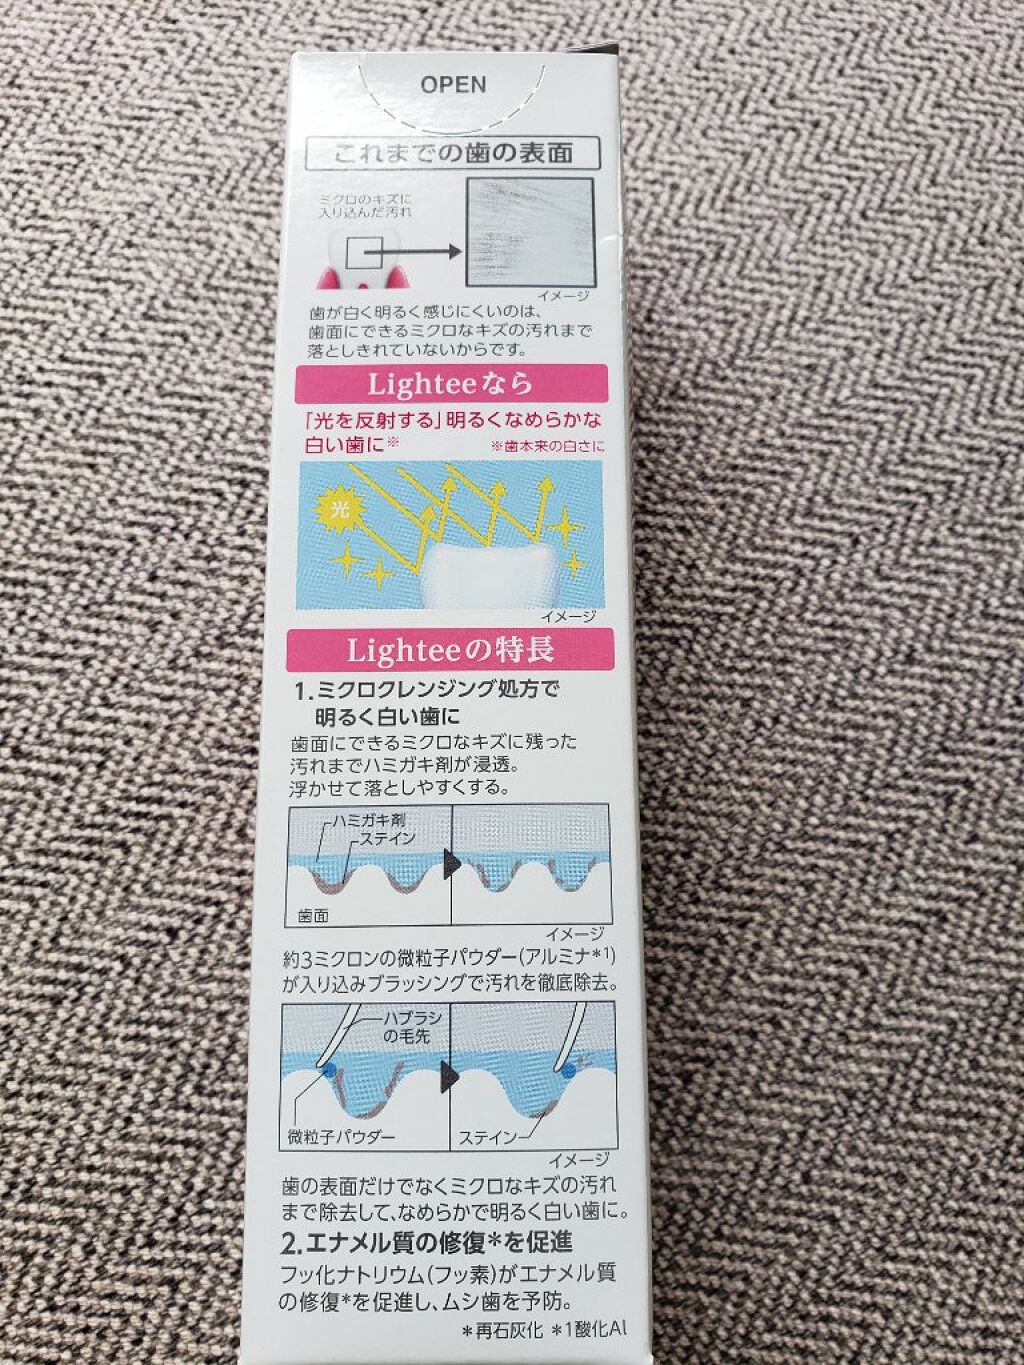 OPEN
これまでの歯の表面
ミクロのキズに
入り込んだ汚れ
イメージ
歯が白く明るく感じにくいのは、
歯面にできるミクロなキズの汚れまで
落としきれていないからです。
Lighteeなら
「光を反射する」明るくなめらかな
白い歯に※
※歯本来の白さに
光
イメージ
Lighteeの特長
1.ミクロクレンジング処方で
明るく白い歯に
歯面にできるミクロなキズに残った
汚れまでハミガキ剤が浸透。
浮かせて落としやすくする。
ハミガキ剤
ステイン
歯面
イメージ
約3ミクロンの微粒子パウダー(アルミナ*1)
が入り込みブラッシングで汚れを徹底除去。
ハブラシ
の毛先
微粒子パウダー
ステイン
イメージ
歯の表面だけでなくミクロなキズの汚れ
まで除去して、なめらかで明るく白い歯に。
2.エナメル質の修復*を促進
フッ化ナトリウム(フッ素)がエナメル質
の修復*を促進し、ムシ歯を予防。
*再石灰化 *1酸化Al